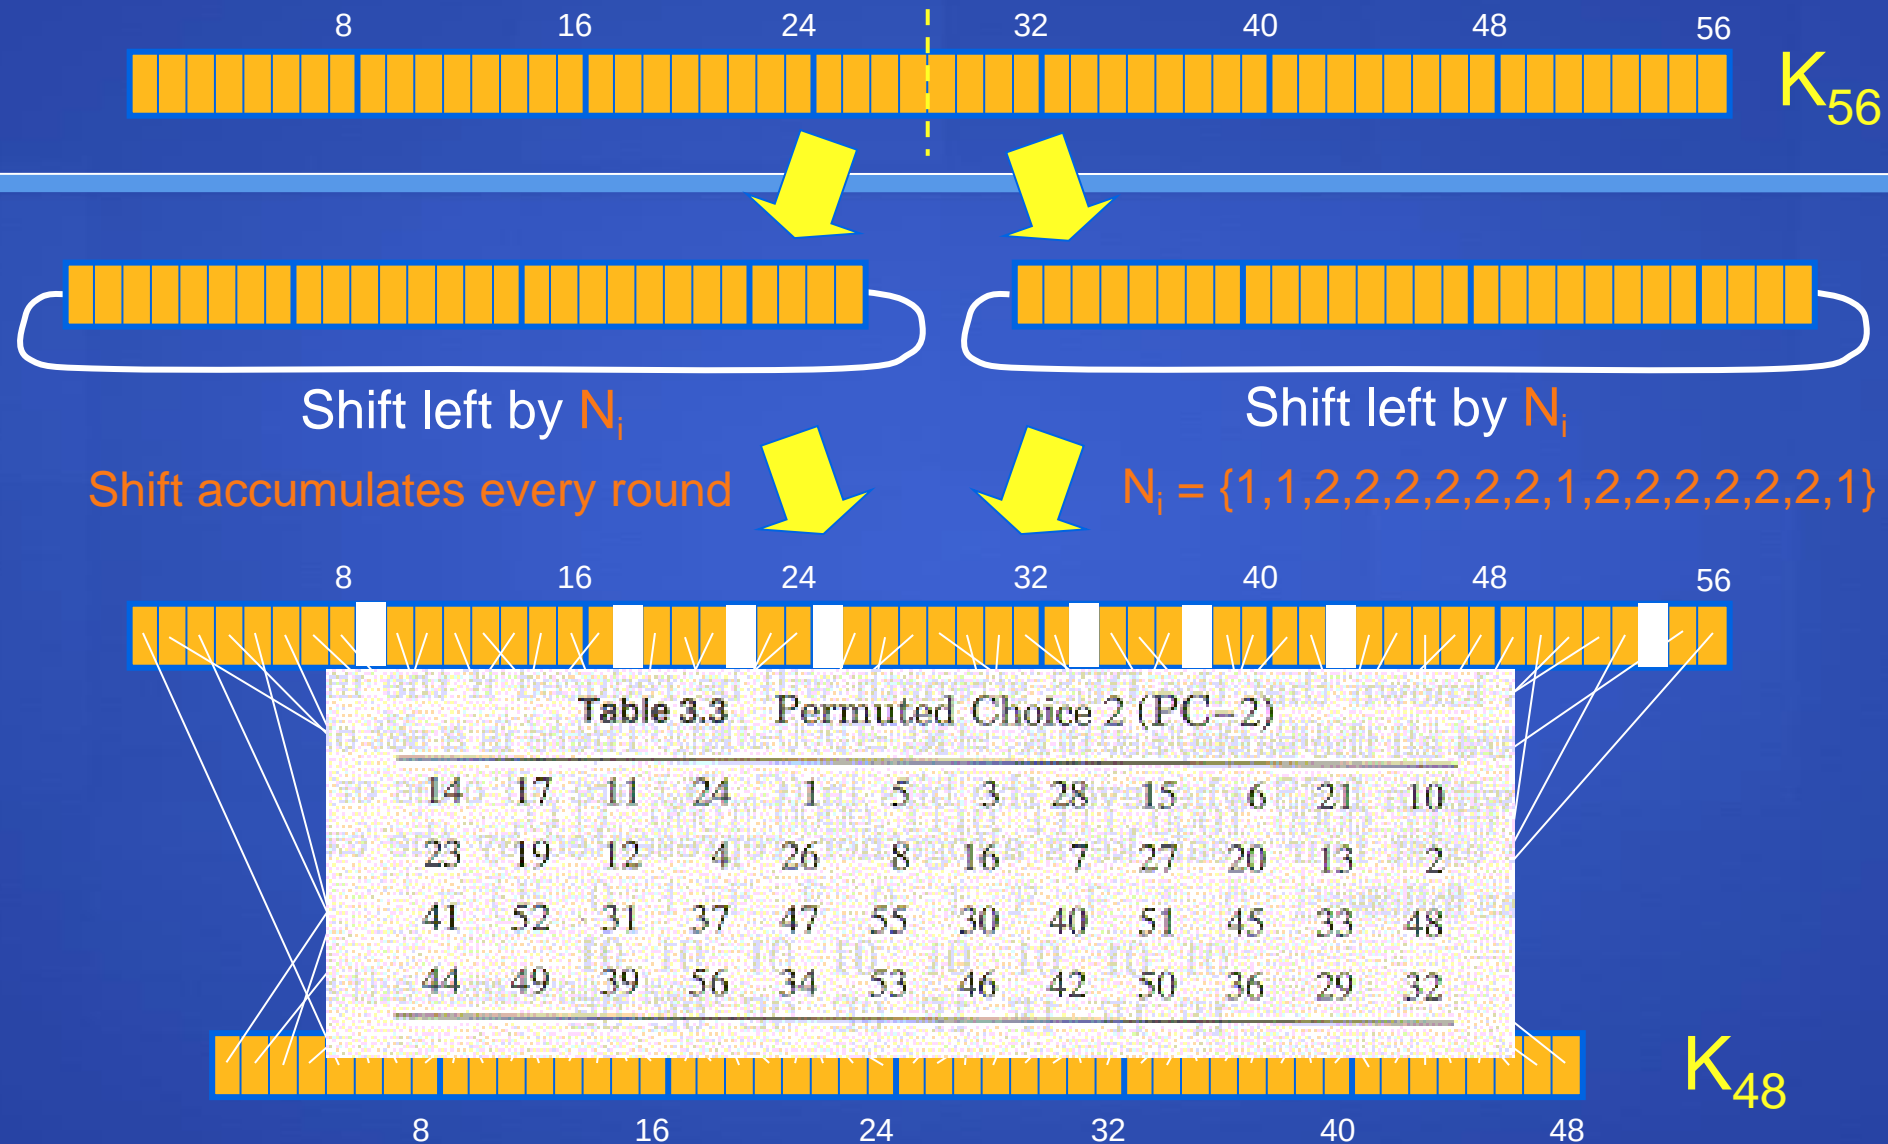 8 16 24 32 40 48 56
K56
Shift left by Ni
Shift left by Ni
Shift accumulates every round
Ni = {1,1,2,2,2,2,2,2,1,2,2,2,2,2,2,1}
8 16 24 32 40 48 56
Table 3.3 Permuted Choice 2 (PC–2)
14 17 11 24 1 5 3 28 15 6 21 10
23 19 12 4 26 8 16 7 27 20 13 2
41 52 31 37 47 55 30 40 51 45 33 48
44 49 39 56 34 53 46 42 50 36 29 32
K48
8 16 24 32 40 48